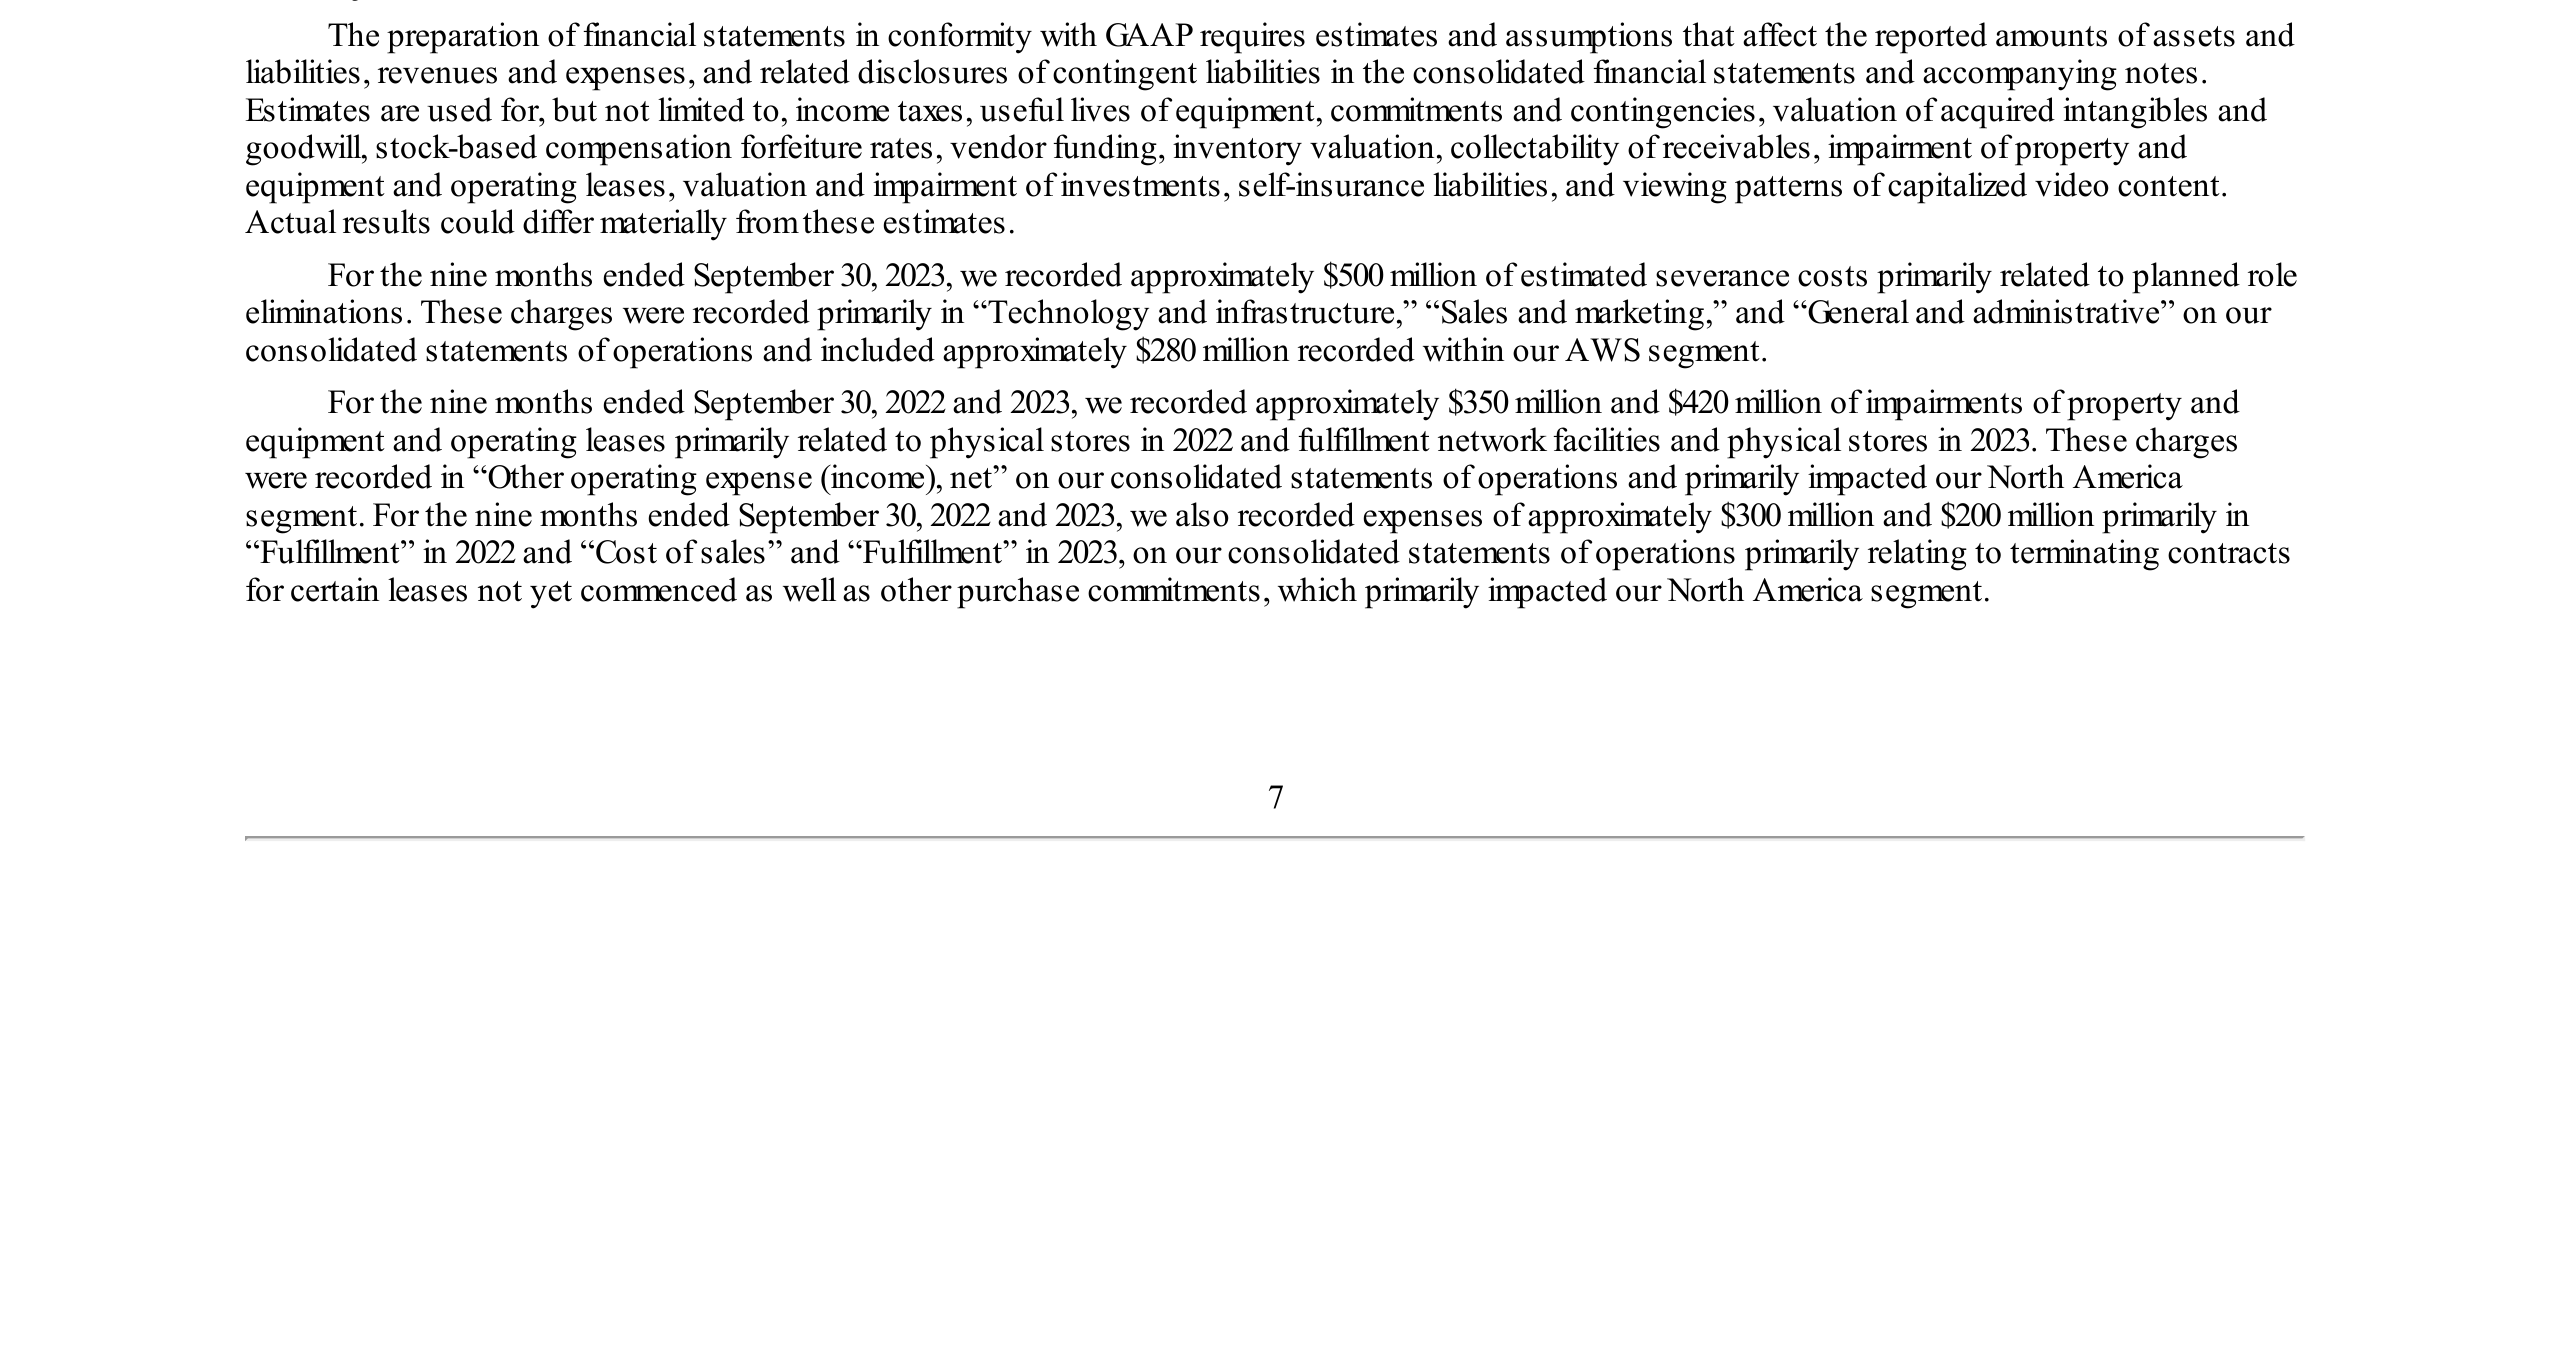 The preparation of financial statements in conformity with GAAP requires estimates and assumptions that affect the reported amounts of assets and
liabilities, revenues and expenses, and related disclosures of contingent liabilities in the consolidated financial statements and accompanying notes.
Estimates are used for, but not limited to, income taxes, useful lives of equipment, commitments and contingencies, valuation of acquired intangibles and
goodwill, stock-based compensation forfeiture rates, vendor funding, inventory valuation, collectability of receivables, impairment of property and
equipment and operating leases, valuation and impairment of investments, self-insurance liabilities, and viewing patterns of capitalized video content.
Actual results could differ materially from these estimates.
For the nine months ended September 30, 2023, we recorded approximately $500 million of estimated severance costs primarily related to planned role
eliminations. These charges were recorded primarily in “Technology and infrastructure,” “Sales and marketing,” and “General and administrative” on our
consolidated statements of operations and included approximately $280 million recorded within our AWS segment.
For the nine months ended September 30, 2022 and 2023, we recorded approximately $350 million and $420 million of impairments of property and
equipment and operating leases primarily related to physical stores in 2022 and fulfillment network facilities and physical stores in 2023. These charges
were recorded in “Other operating expense (income), net” on our consolidated statements of operations and primarily impacted our North America
segment. For the nine months ended September 30, 2022 and 2023, we also recorded expenses of approximately $300 million and $200 million primarily in
“Fulfillment” in 2022 and “Cost of sales” and “Fulfillment” in 2023, on our consolidated statements of operations primarily relating to terminating contracts
for certain leases not yet commenced as well as other purchase commitments, which primarily impacted our North America segment.
7